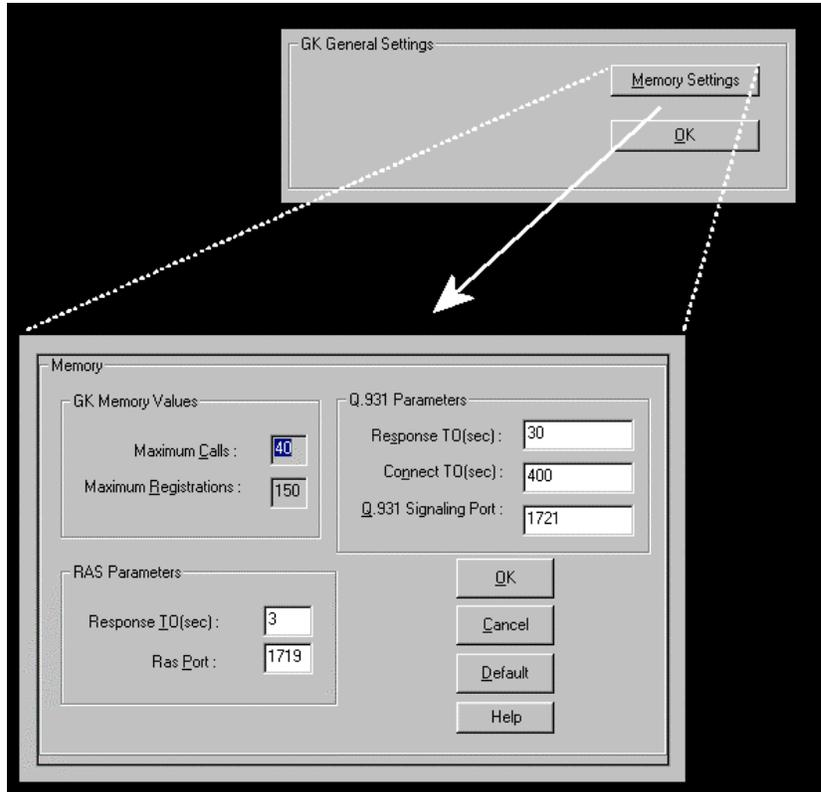 GK General Settings
Memory Settings
OK
Memory
GK Memory Values
Maximum Calls :
40
Maximum Registrations :
150
Q.931 Parameters
Response TO(sec) :
30
Connect TO(sec) :
400
Q.931 Signaling Port :
1721
RAS Parameters
Response TO(sec) :
3
Ras Port :
1719
OK
Cancel
Default
Help